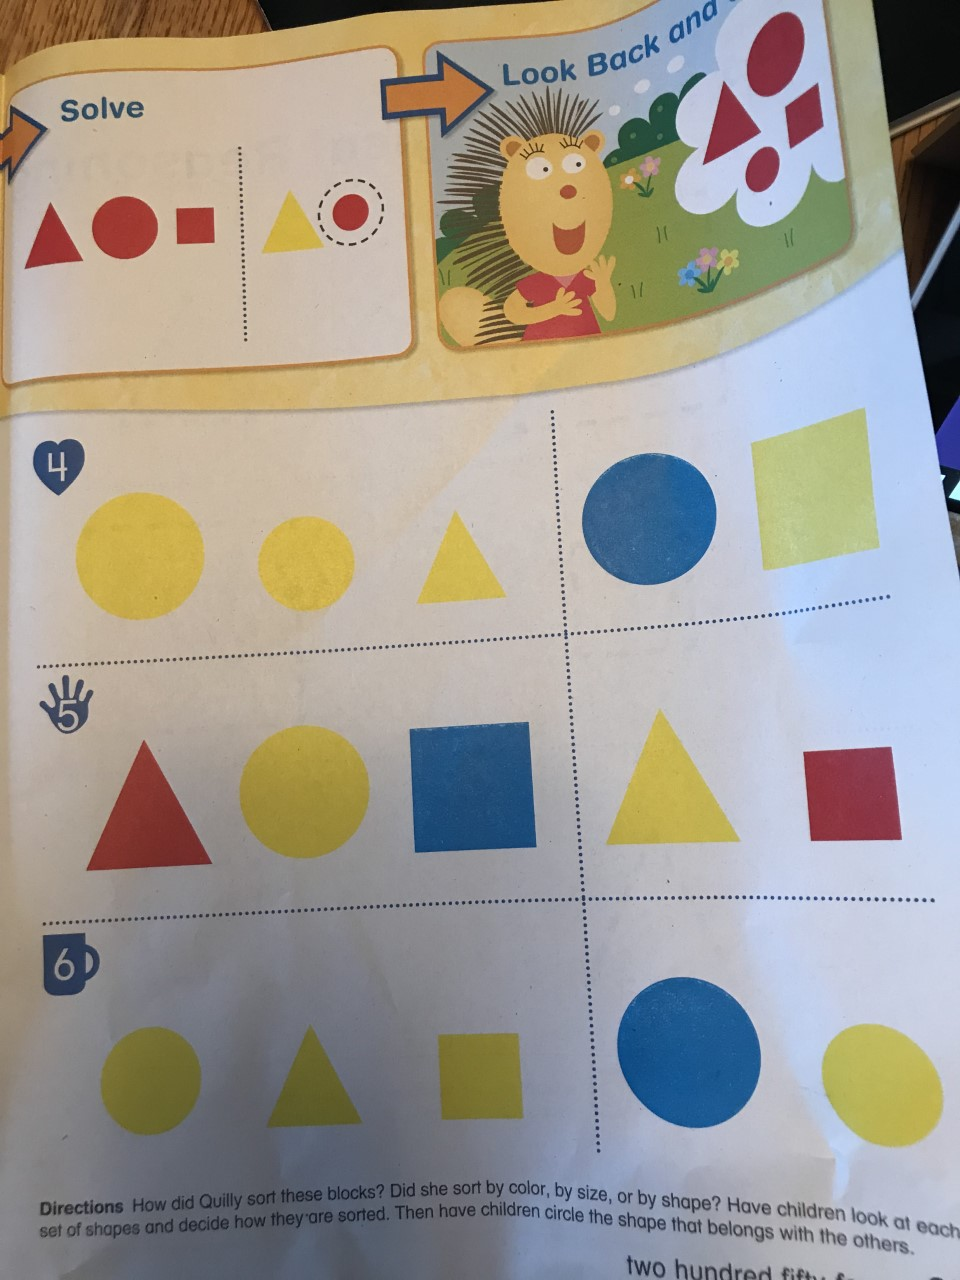 Solve
Look Back and
4
5
6
Directions How did Quilly sort these blocks? Did she sort by color, by size, or by shape? Have children look at each
set of shapes and decide how they are sorted. Then have children circle the shape that belongs with the others.
two hundred fifty